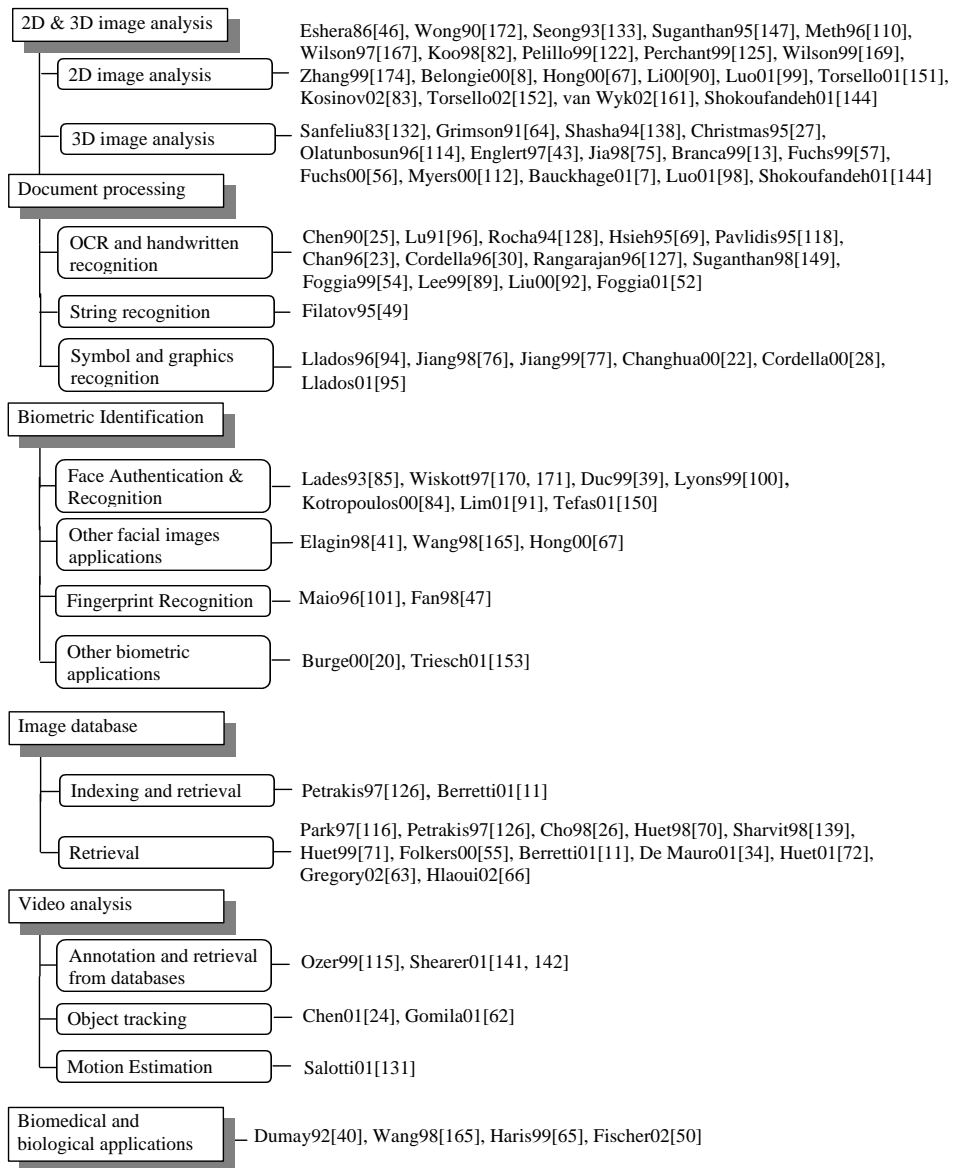 2D & 3D image analysis
Eshera86[46], Wong90[172], Seong93[133], Suganthan95[147], Meth96[110],
Wilson97[167], Koo98[82], Pelillo99[122], Perchant99[125], Wilson99[169],
2D image analysis
Zhang99[174], Belongie00[8], Hong00[67], Li00[90], Luo01[99], Torsello01[151],
Kosinov02[83], Torsello02[152], van Wyk02[161], Shokoufandeh01[144]
3D image analysis
Sanfeliu83[132], Grimson91[64], Shasha94[138], Christmas95[27],
Olatunbosun96[114], Englert97[43], Jia98[75], Branca99[13], Fuchs99[57],
Fuchs00[56], Myers00[112], Bauckhage01[7], Luo01[98], Shokoufandeh01[144]
Document processing
OCR and handwritten
recognition
Chen90[25], Lu91[96], Rocha94[128], Hsieh95[69], Pavlidis95[118],
Chan96[23], Cordella96[30], Rangarajan96[127], Suganthan98[149],
Foggia99[54], Lee99[89], Liu00[92], Foggia01[52]
String recognition
Filatov95[49]
Symbol and graphics
recognition
Llados96[94], Jiang98[76], Jiang99[77], Changhua00[22], Cordella00[28],
Llados01[95]
Biometric Identification
Face Authentication &
Recognition
Lades93[85], Wiskott97[170, 171], Duc99[39], Lyons99[100],
Kotropoulos00[84], Lim01[91], Tefas01[150]
Other facial images
applications
Elagin98[41], Wang98[165], Hong00[67]
Fingerprint Recognition
Maio96[101], Fan98[47]
Other biometric
applications
Burge00[20], Triesch01[153]
Image database
Indexing and retrieval
Petrakis97[126], Berretti01[11]
Retrieval
Park97[116], Petrakis97[126], Cho98[26], Huet98[70], Sharvit98[139],
Huet99[71], Folkers00[55], Berretti01[11], De Mauro01[34], Huet01[72],
Gregory02[63], Hlaoui02[66]
Video analysis
Annotation and retrieval
from databases
Ozer99[115], Shearer01[141, 142]
Object tracking
Chen01[24], Gomila01[62]
Motion Estimation
Salotti01[131]
Biomedical and
biological applications
Dumay92[40], Wang98[165], Haris99[65], Fischer02[50]